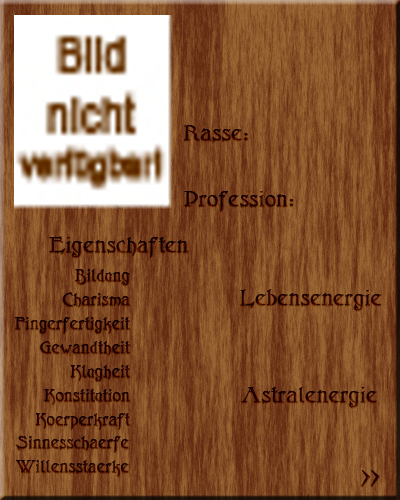 Bild
nicht
verfügbar!
Rasse:
Profession:
Eigenschaften
Bildung
Charisma
Fingerfertigkeit
Gewandtheit
Klugheit
Konstitution
Koerperkraft
Sinnesschaerfe
Willensstaerke
Lebensenergie
Astralenergie
>>